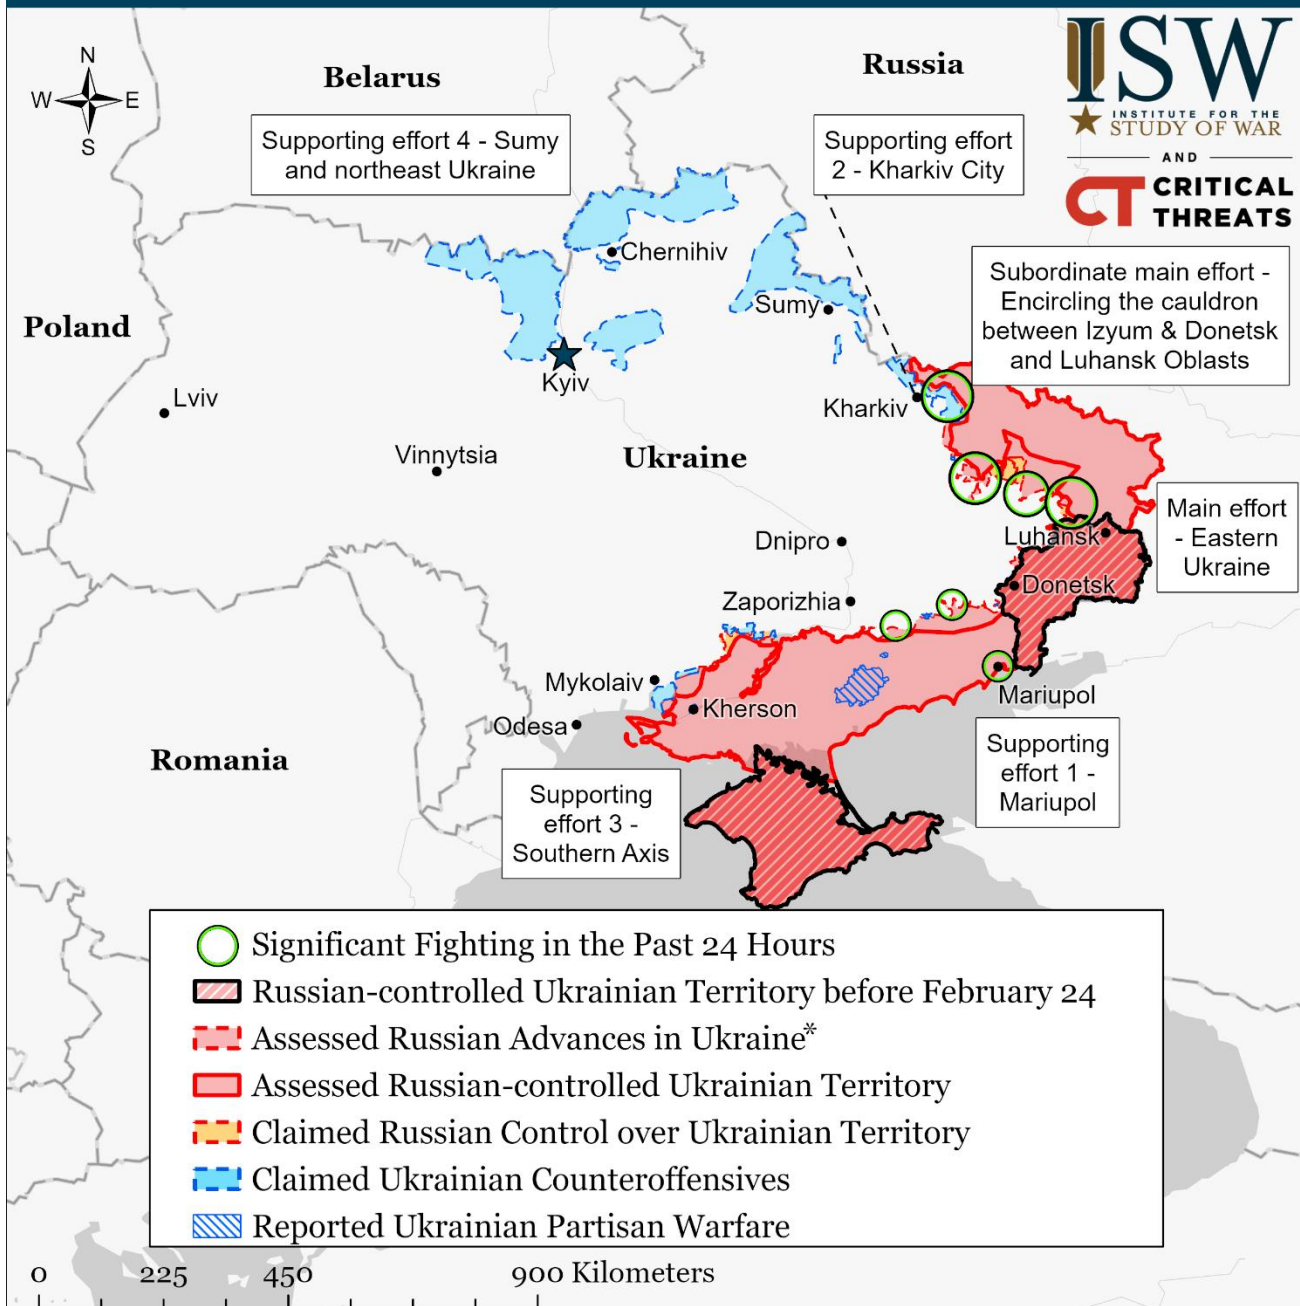 N
W
E
S
Belarus
Russia
ISW
INSTITUTE FOR THE
STUDY OF WAR
AND
CT CRITICAL
THREATS
Supporting effort 4 - Sumy
and northeast Ukraine
Supporting effort
2 - Kharkiv City
Subordinate main effort -
Encircling the cauldron
between Izyum & Donetsk
and Luhansk Oblasts
Chernihiv
Sumy
Poland
Kyiv
Lviv
Kharkiv
Vinnytsia
Ukraine
Main effort
- Eastern
Ukraine
Luhansk
Dnipro
Donetsk
Zaporizhia
Mykolaiv
Mariupol
Kherson
Odesa
Romania
Supporting
effort 1 -
Mariupol
Supporting
effort 3 -
Southern Axis
Significant Fighting in the Past 24 Hours
Russian-controlled Ukrainian Territory before February 24
Assessed Russian Advances in Ukraine*
Assessed Russian-controlled Ukrainian Territory
Claimed Russian Control over Ukrainian Territory
Claimed Ukrainian Counteroffensives
Reported Ukrainian Partisan Warfare
0 225 450 900 Kilometers